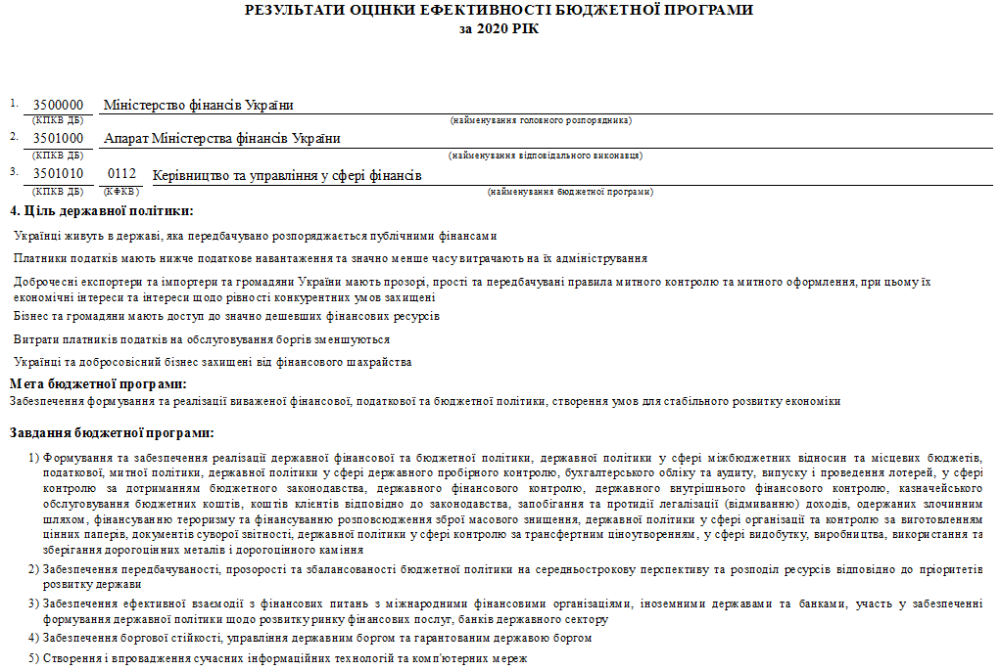 РЕЗУЛЬТАТИ ОЦІНКИ ЕФЕКТИВНОСТІ БЮДЖЕТНОЇ ПРОГРАМИ
за 2020 РІК
1. 3500000 Міністерство фінансів України
(КПКВ ДБ) (найменування головного розпорядника)
2. 3501000 Апарат Міністерства фінансів України
(КПКВ ДБ) (найменування відповідального виконавця)
3. 3501010 0112 Керівництво та управління у сфері фінансів
(КПКВ ДБ) (КФКВ) (найменування бюджетної програми)
4. Ціль державної політики:
Українці живуть в державі, яка передбачувано розпоряджається публічними фінансами
Платники податків мають нижче податкове навантаження та значно менше часу витрачають на їх адміністрування
Доброчесні експортери та імпортери та громадяни України мають прозорі, прості та передбачувані правила митного контролю та митного оформлення, при цьому їх
економічні інтереси та інтереси щодо рівності конкурентних умов захищені
Бізнес та громадяни мають доступ до значно дешевших фінансових ресурсів
Витрати платників податків на обслуговування боргів зменшуються
Українці та добросовісний бізнес захищені від фінансового шахрайства
Мета бюджетної програми:
Забезпечення формування та реалізації виваженої фінансової, податкової та бюджетної політики, створення умов для стабільного розвитку економіки
Завдання бюджетної програми:
1) Формування та забезпечення реалізації державної фінансової та бюджетної політики, державної політики у сфері міжбюджетних відносин та місцевих бюджетів,
податкової, митної політики, державної політики у сфері державного пробірного контролю, бухгалтерського обліку та аудиту, випуску і проведення лотерей, у сфері
контролю за дотриманням бюджетного законодавства, державного фінансового контролю, державного внутрішнього фінансового контролю, казначейського
обслуговування бюджетних коштів, коштів клієнтів відповідно до законодавства, запобігання та протидії легалізації (відмиванню) доходів, одержаних злочинним
шляхом, фінансуванню тероризму та фінансуванню розповсюдження зброї масового знищення, державної політики у сфері організації та контролю за виготовленням
цінних паперів, документів суворої звітності, державної політики у сфері контролю за трансфертним ціноутворенням, у сфері видобутку, виробництва, використання та
зберігання дорогоцінних металів і дорогоцінного каміння
2) Забезпечення передбачуваності, прозорості та збалансованості бюджетної політики на середньострокову перспективу та розподіл ресурсів відповідно до пріоритетів
розвитку держави
3) Забезпечення ефективної взаємодії з фінансових питань з міжнародними фінансовими організаціями, іноземними державами та банками, участь у забезпеченні
формування державної політики щодо розвитку ринку фінансових послуг, банків державного сектору
4) Забезпечення боргової стійкості, управління державним боргом та гарантованим державою боргом
5) Створення і впровадження сучасних інформаційних технологій та комп'ютерних мереж